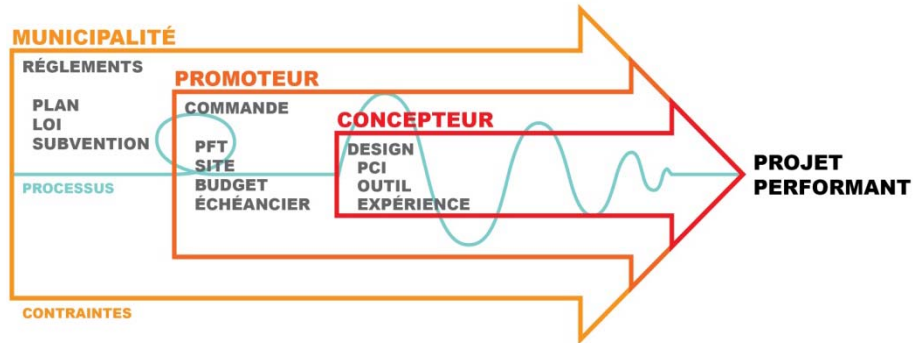 MUNICIPALITÉ
RÉGLEMENTS
PLAN
LOI
SUBVENTION
PROCESSUS
CONTRAINTES
PROMOTEUR
COMMANDE
PFT
SITE
BUDGET
ÉCHÉANCIER
CONCEPTEUR
DESIGN
PCI
OUTIL
EXPÉRIENCE
PROJET
PERFORMANT